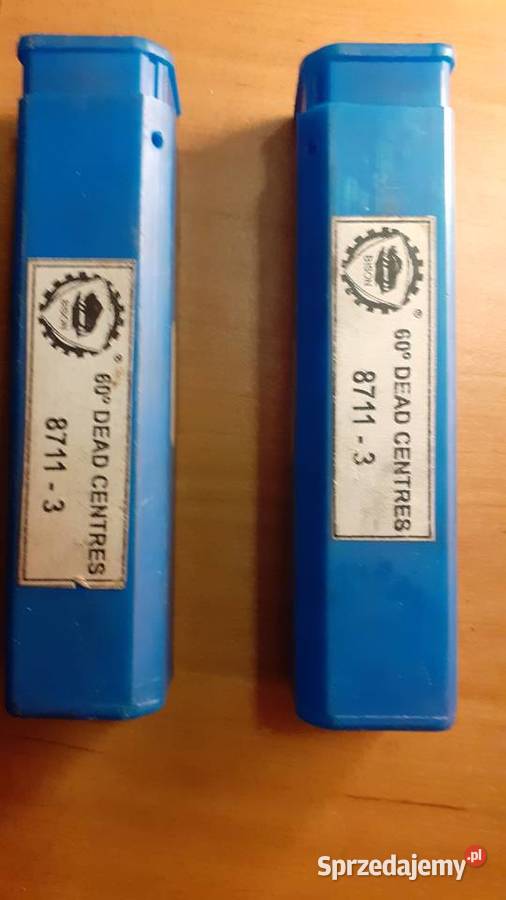 BISON
®
60° DEAD CENTRES
8711 - 3
BISON
®
60° DEAD CENTRES
8711 - 3
Sprzedajemy.pl